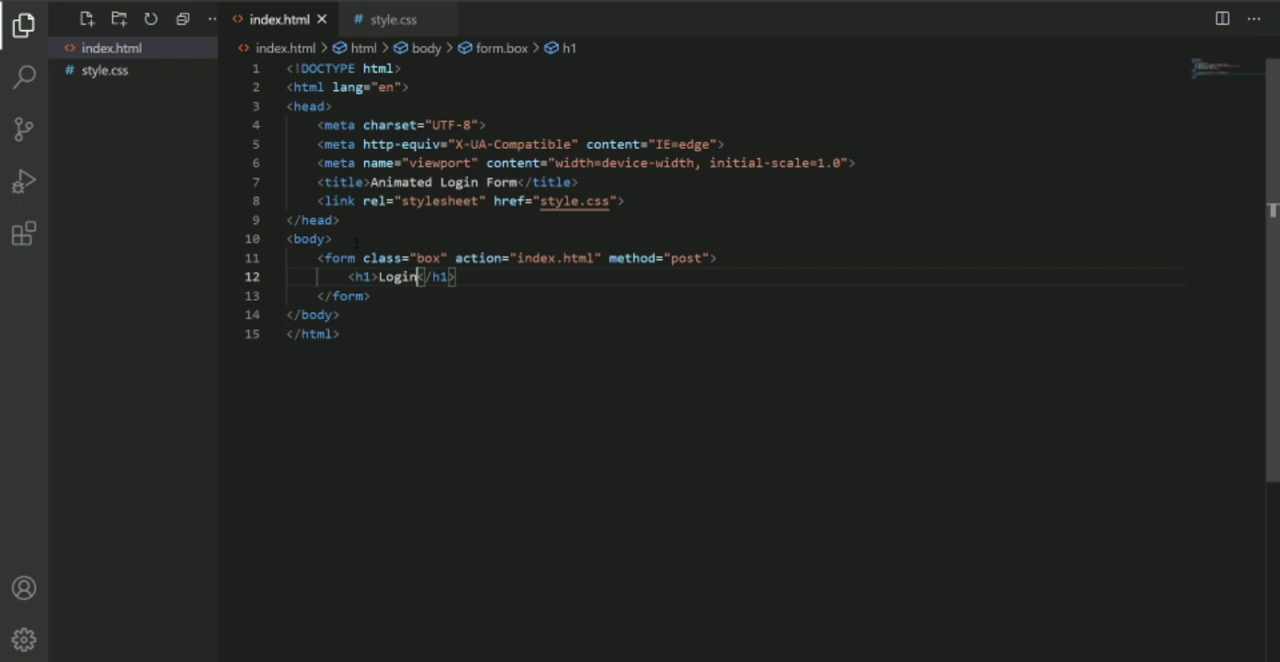 index.html
style.css
index.html
# style.css
index.html > html > body > form.box > h1
1 <!DOCTYPE html>
2 <html lang="en">
3 <head>
4 <meta charset="UTF-8">
5 <meta http-equiv="X-UA-Compatible" content="IE=edge">
6 <meta name="viewport" content="width=device-width, initial-scale=1.0">
7 <title>Animated Login Form</title>
8 <link rel="stylesheet" href="style.css">
9 </head>
10 <body>
11 <form class="box" action="index.html" method="post">
12 <h1>Login</h1>
13 </form>
14 </body>
15 </html>